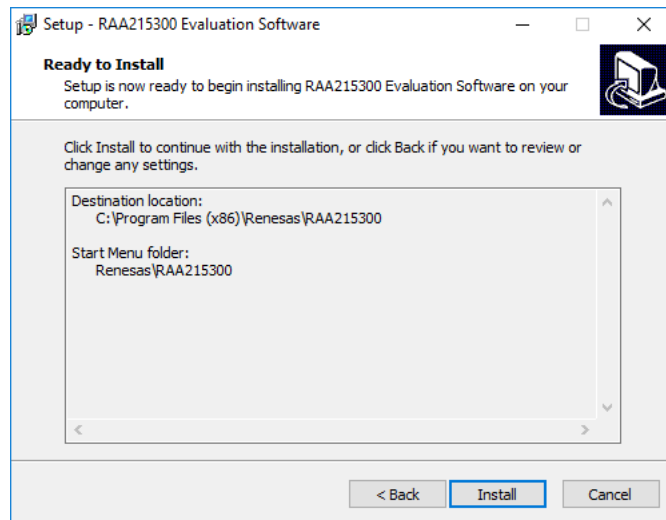 Setup - RAA215300 Evaluation Software
Ready to Install
Setup is now ready to begin installing RAA215300 Evaluation Software on your
computer.
Click Install to continue with the installation, or click Back if you want to review or
change any settings.
Destination location:
C:\Program Files (x86)\Renesas\RAA215300
Start Menu folder:
Renesas\RAA215300
< Back
Install
Cancel